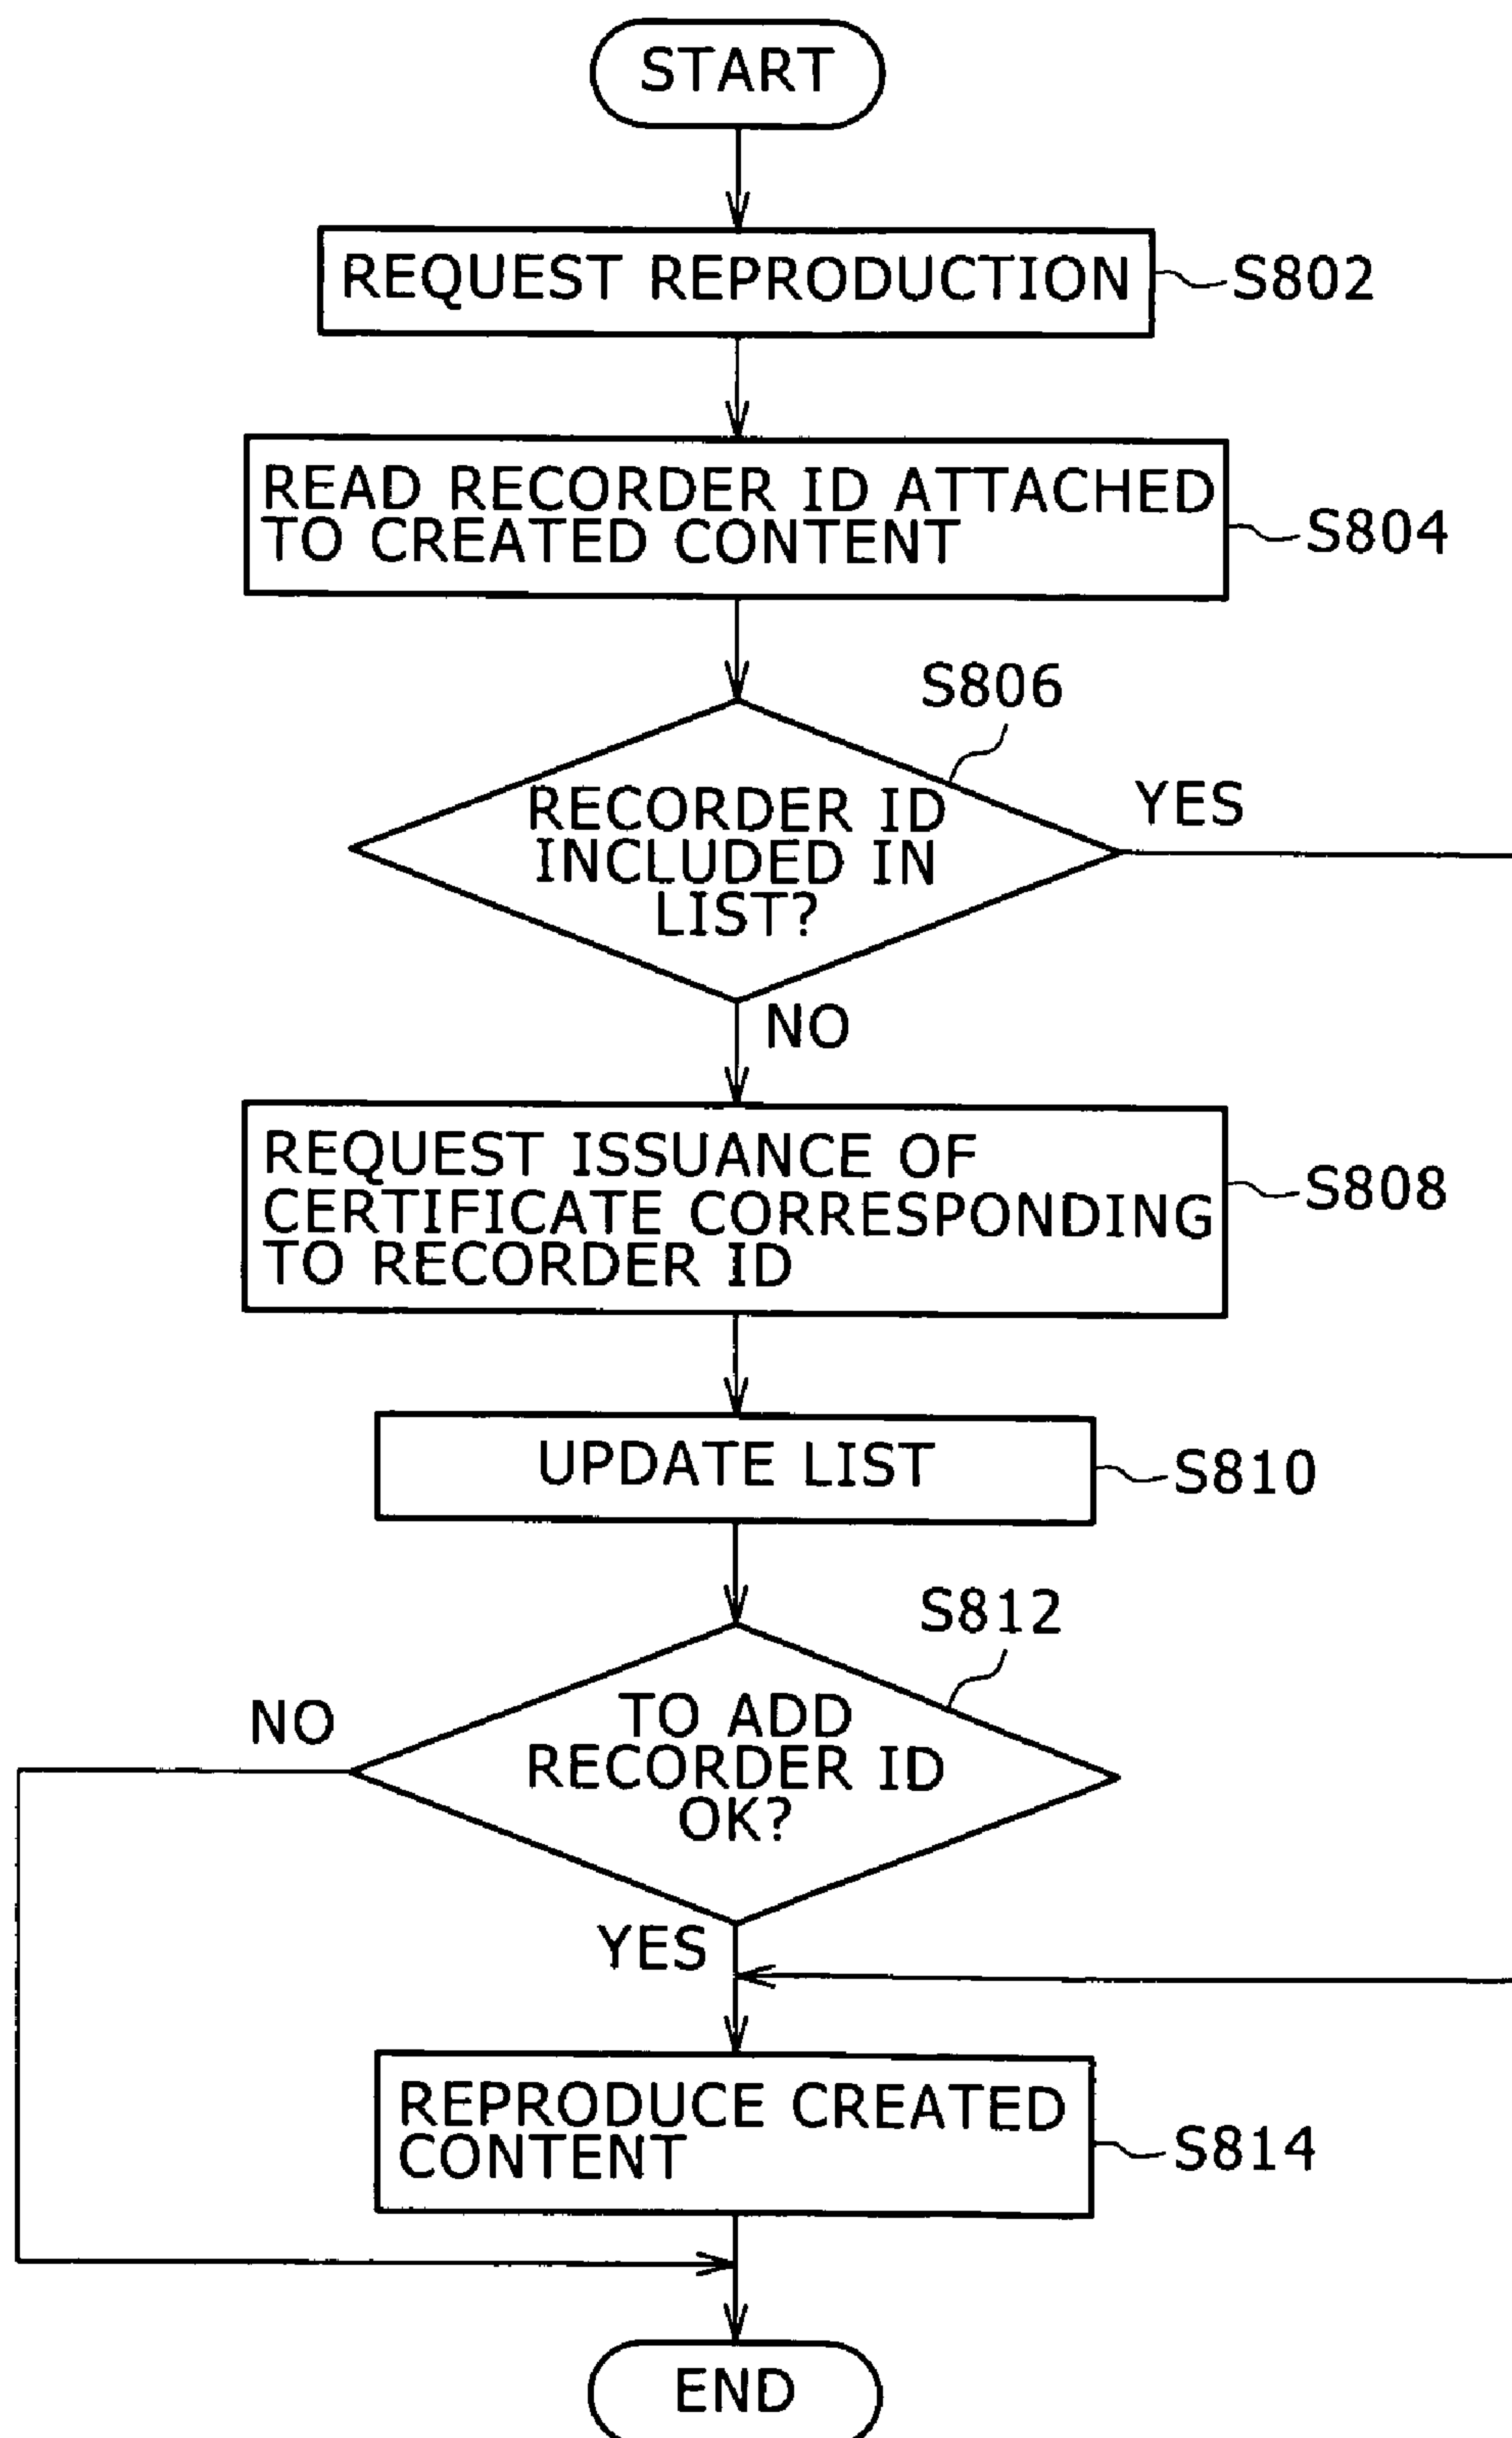 START
REQUEST REPRODUCTION
S802
READ RECORDER ID ATTACHED
TO CREATED CONTENT
S804
S806
RECORDER ID
INCLUDED IN
LIST?
YES
NO
REQUEST ISSUANCE OF
CERTIFICATE CORRESPONDING
TO RECORDER ID
S808
UPDATE LIST
S810
S812
NO
TO ADD
RECORDER ID
OK?
YES
REPRODUCE CREATED
CONTENT
S814
END